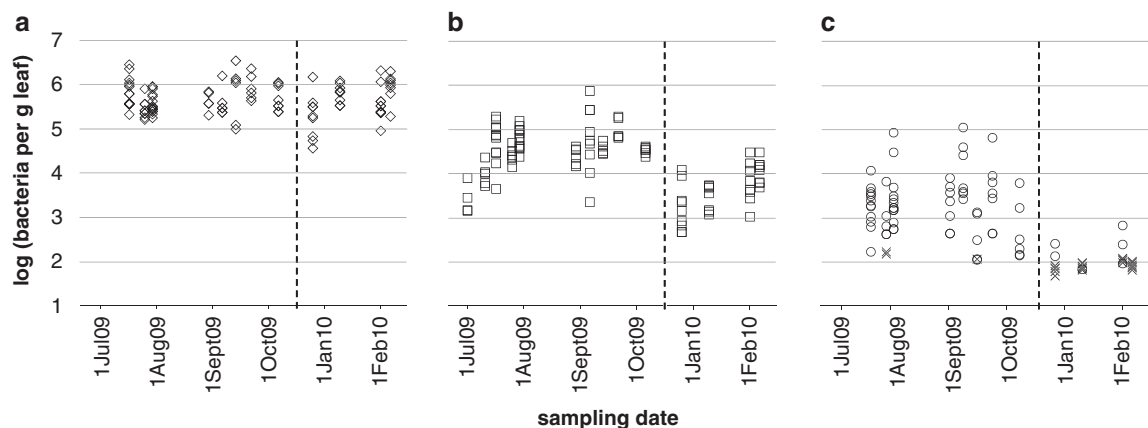 a
b
c
log (bacteria per g leaf)
7
6
5
4
3
2
1
1Jul09
1Aug09
1Sept09
1Oct09
1Jan10
1Feb10
1Jul09
1Aug09
1Sept09
1Oct09
1Jan10
1Feb10
1Jul09
1Aug09
1Sept09
1Oct09
1Jan10
1Feb10
sampling date